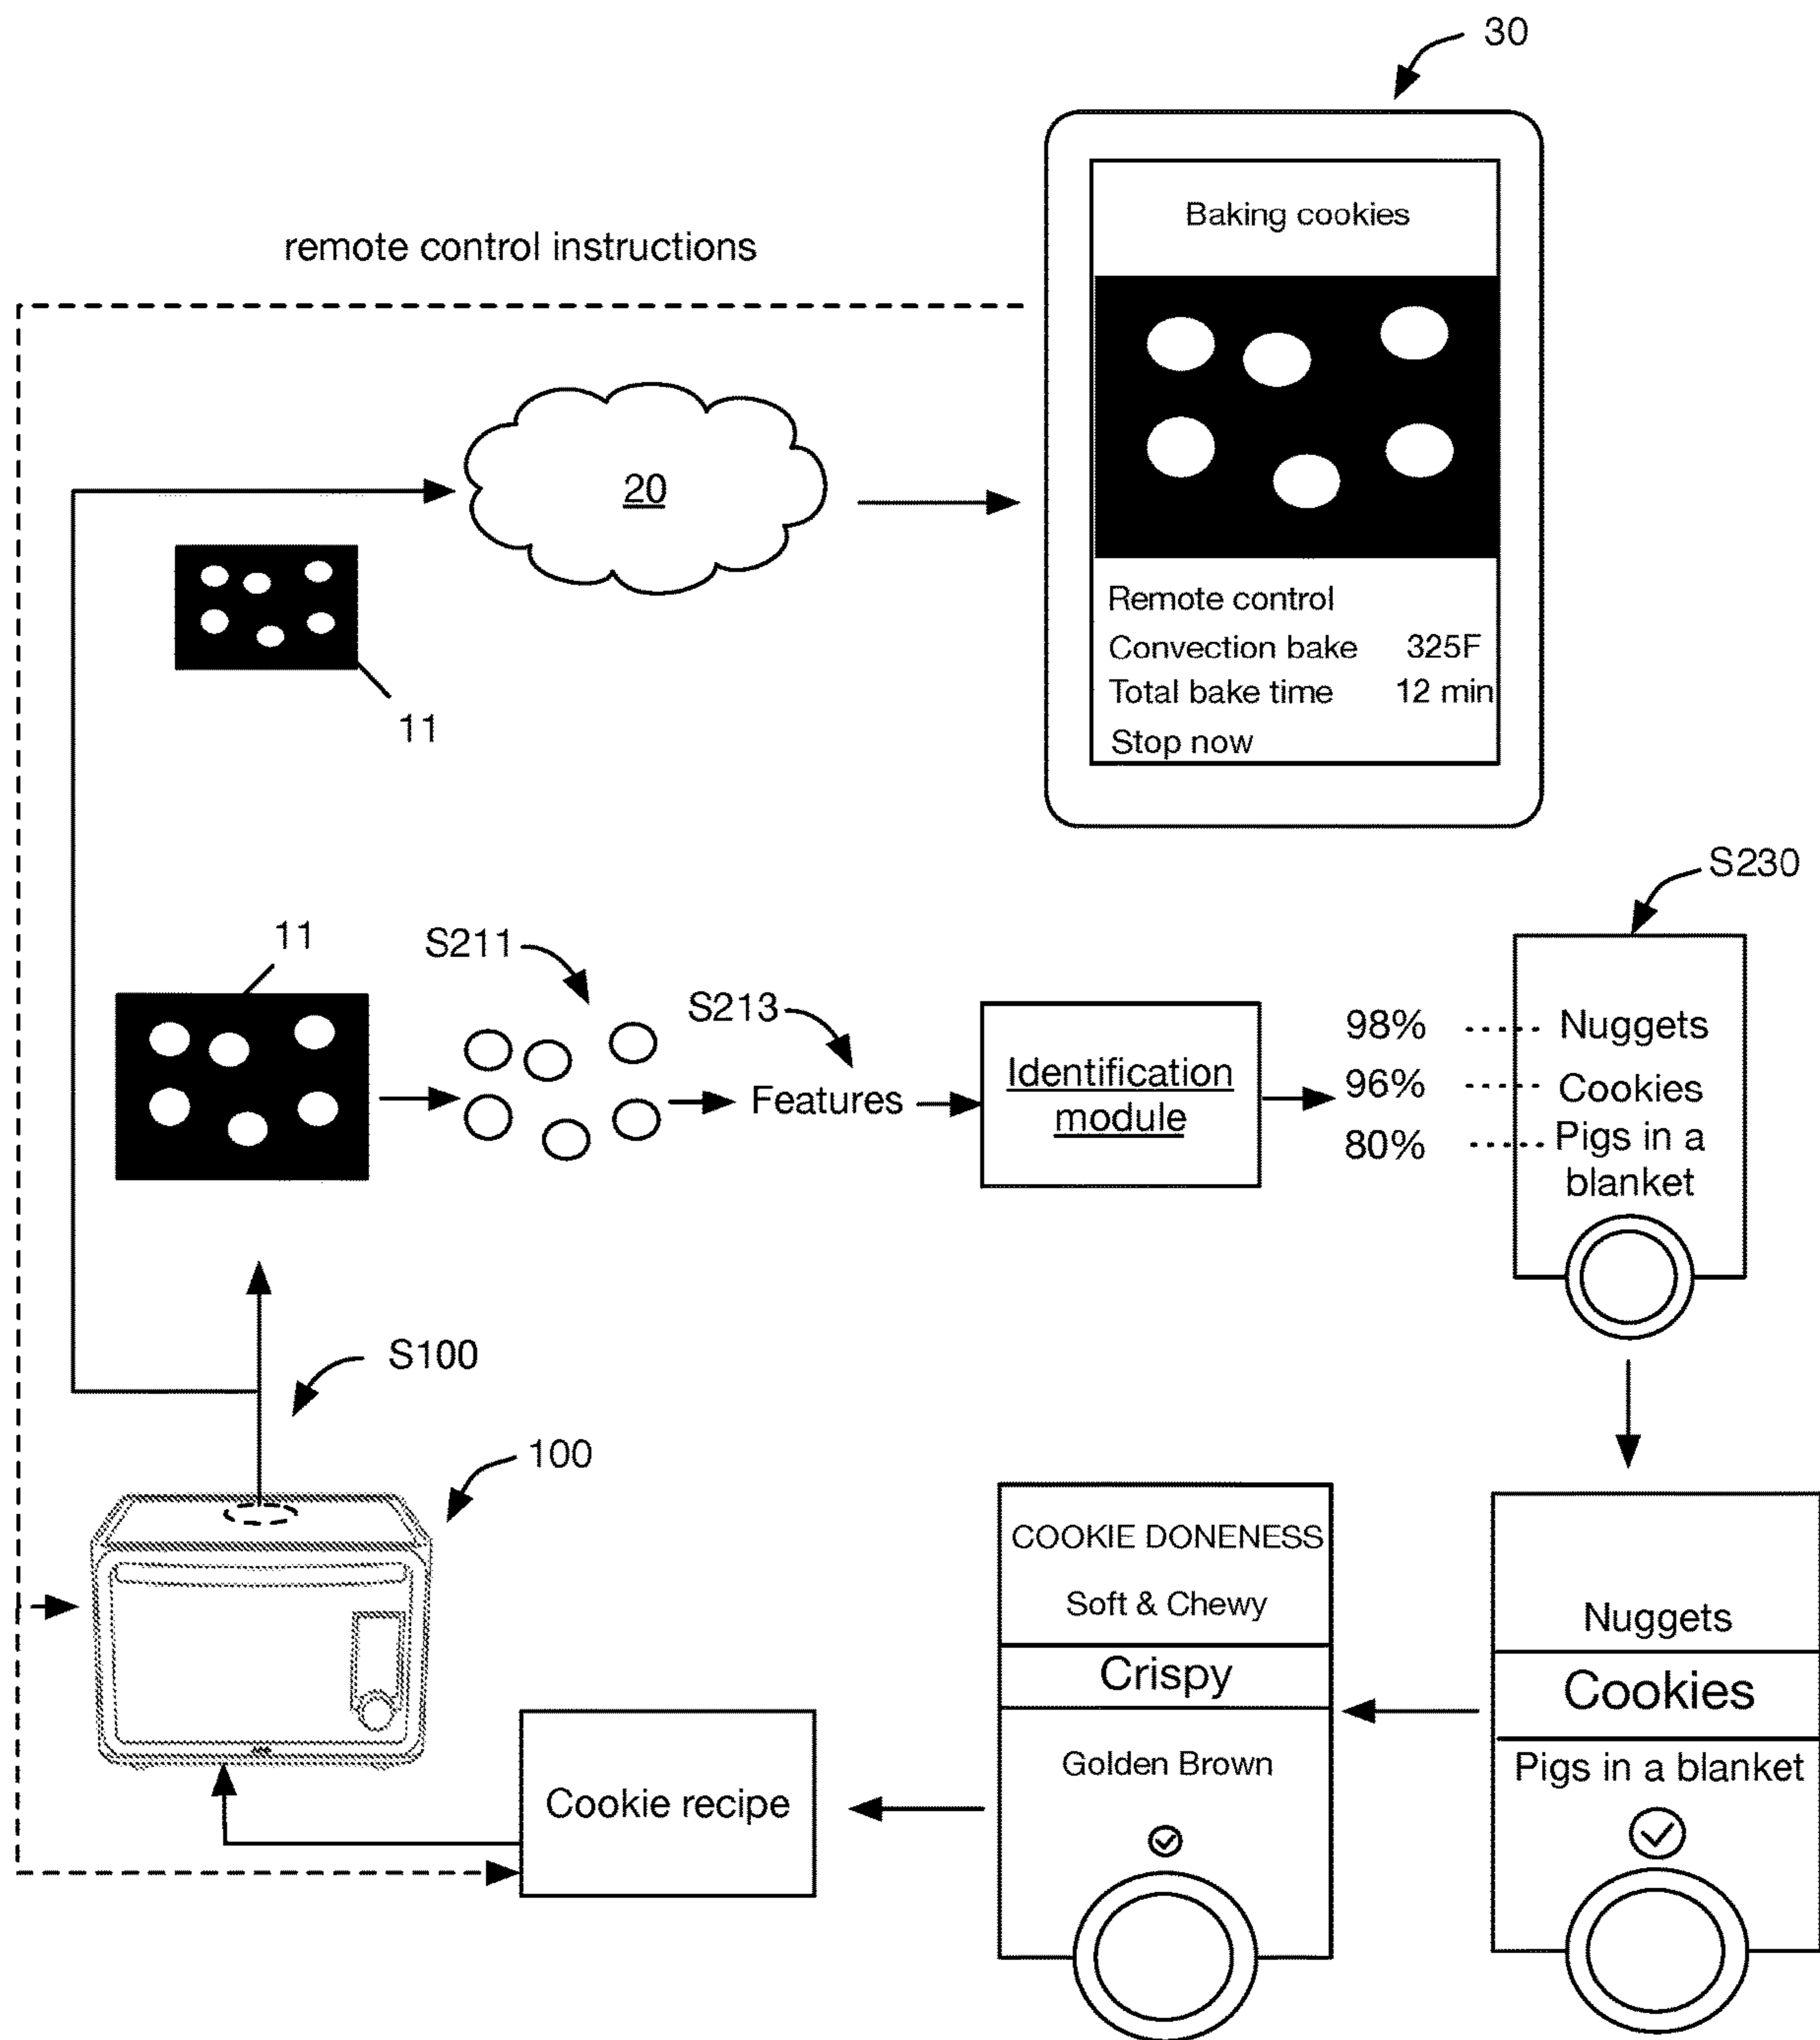 30
Baking cookies
remote control instructions
20
11
Remote control
Convection bake 325F
Total bake time 12 min
Stop now
S230
11
S211
S213
Features
Identification
module
98% Nuggets
96% Cookies
80% Pigs in a
blanket
S100
100
COOKIE DONENESS
Soft & Chewy
Crispy
Golden Brown
Nuggets
Cookies
Pigs in a blanket
Cookie recipe